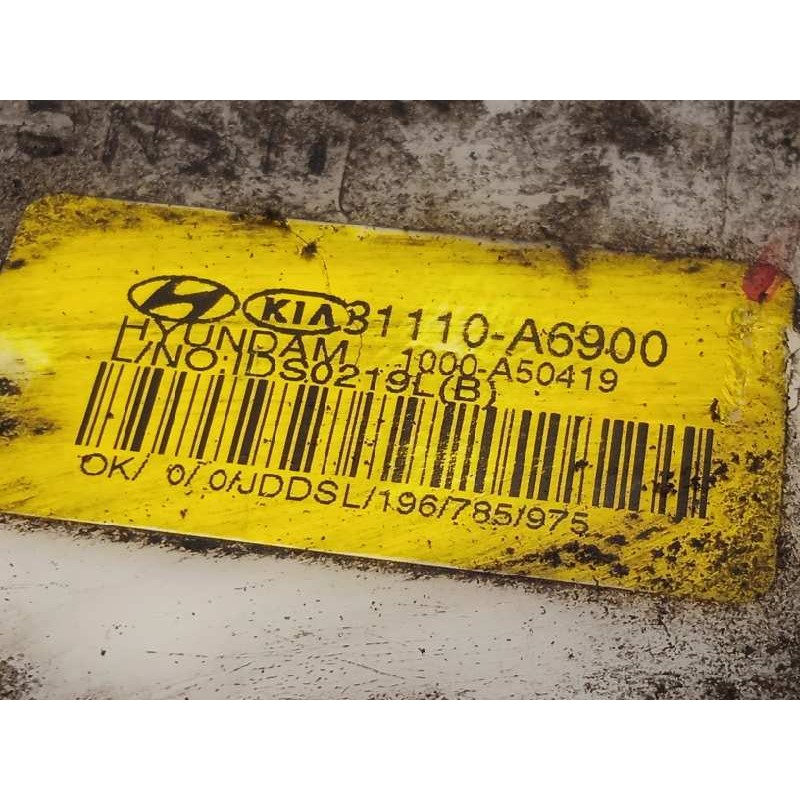 KIA 31110-A6900
HYUNDAM 1000-A50419
L/NO: IDS0219L(B)
OK/ 0/ 0/JDDSL/196/785/975